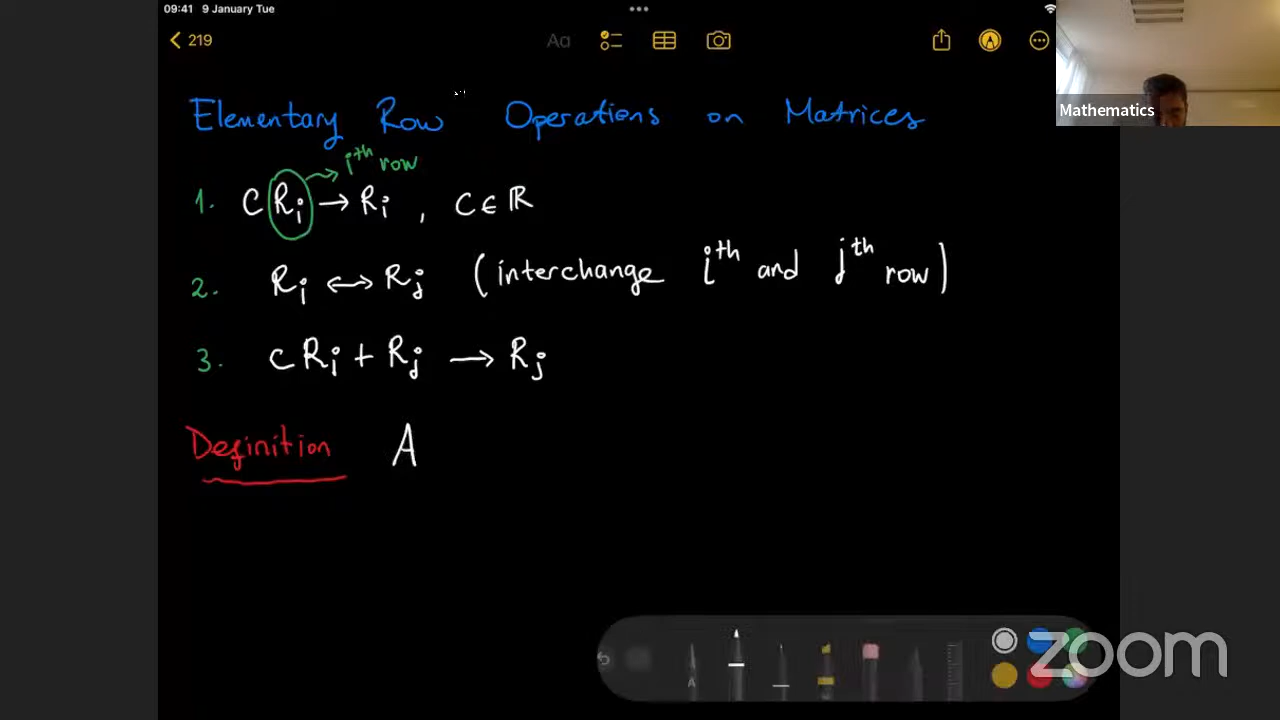 09:41 9 January Tue
219
Aa
Mathematics
Elementary Row Operations on Matrices
ith row
1. C Ri → Ri , C ∈ ℝ
2. Ri ↔ Rj (interchange ith and jth row)
3. C Ri + Rj → Rj
Definition A
A
zoom